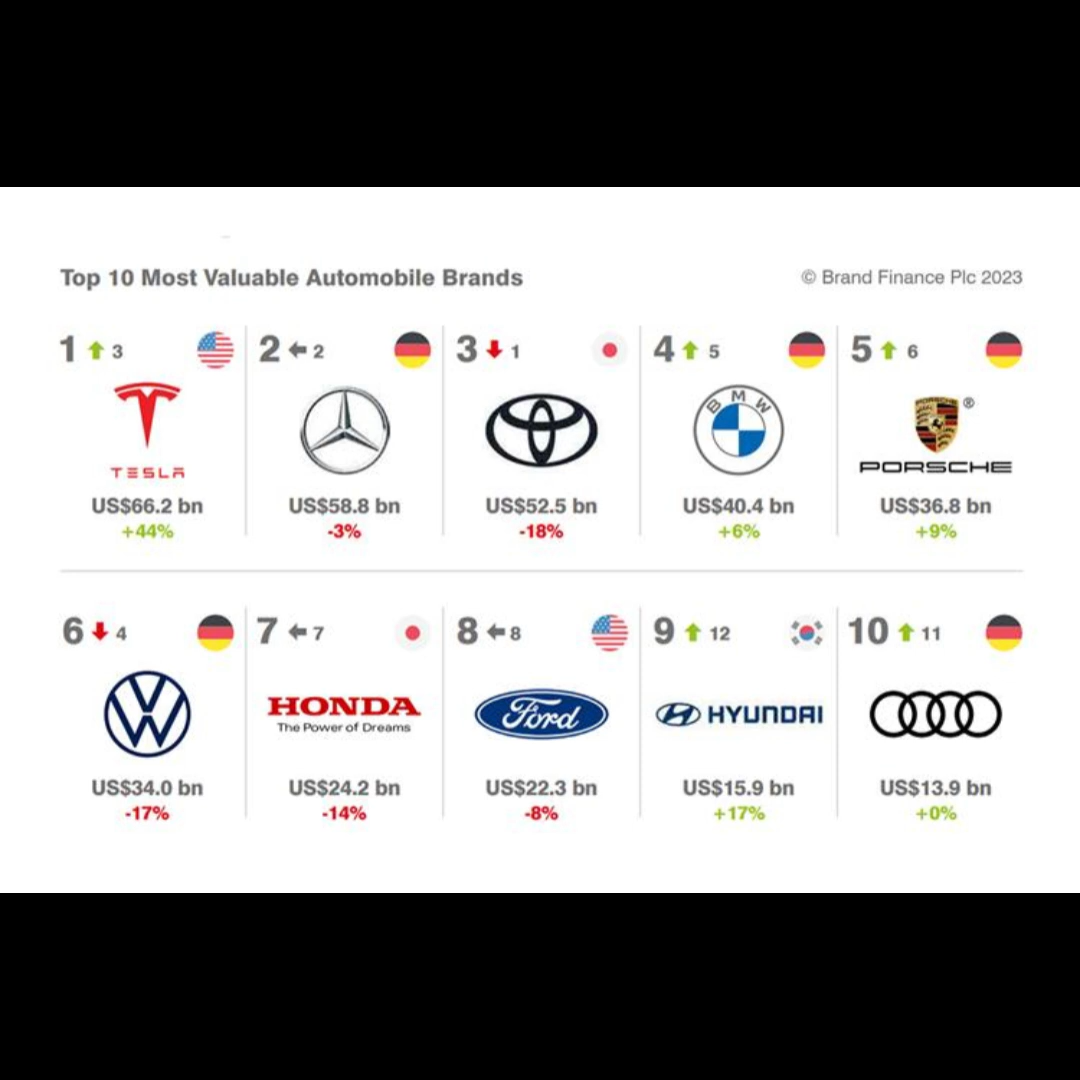 Top 10 Most Valuable Automobile Brands
© Brand Finance Plc 2023
1 3
TESLA
US$66.2 bn
+44%
2 2
US$58.8 bn
-3%
3 1
US$52.5 bn
-18%
4 5
BMW
US$40.4 bn
+6%
5 6
PORSCHE
®
PORSCHE
US$36.8 bn
+9%
6 4
US$34.0 bn
-17%
7 7
HONDA
The Power of Dreams
US$24.2 bn
-14%
8 8
Ford
US$22.3 bn
-8%
9 12
HYUNDAI
US$15.9 bn
+17%
10 11
US$13.9 bn
+0%